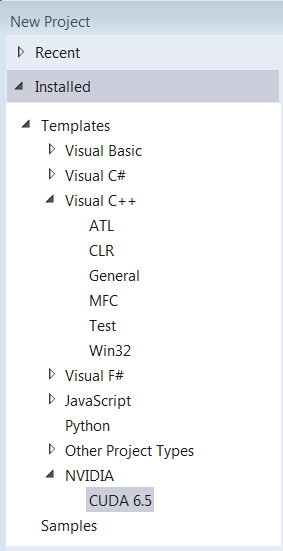 New Project
Recent
Installed
Templates
Visual Basic
Visual C#
Visual C++
ATL
CLR
General
MFC
Test
Win32
Visual F#
JavaScript
Python
Other Project Types
NVIDIA
CUDA 6.5
Samples